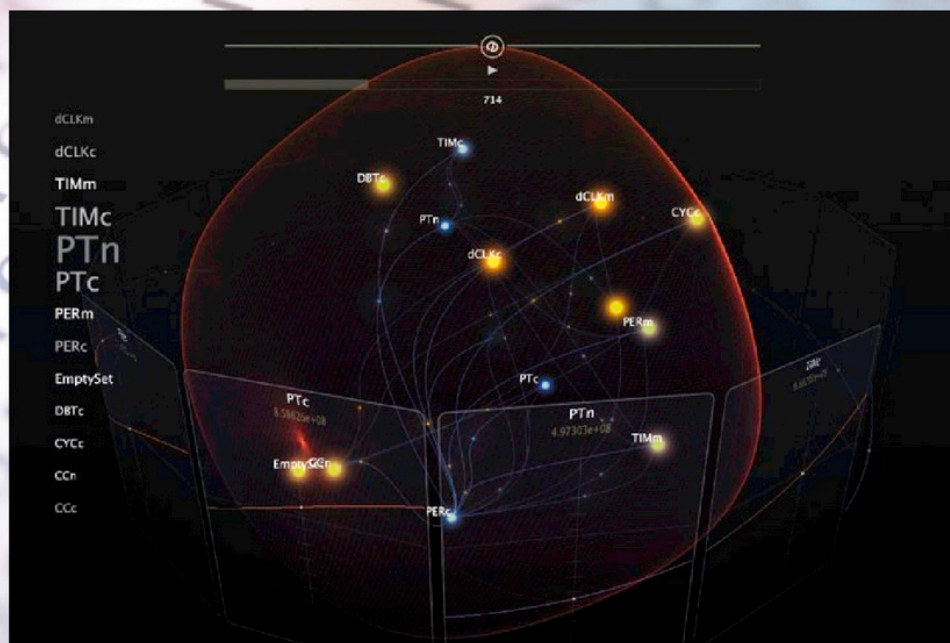 714
dCLKm
dCLKc
TIMm
TIMc
PTn
PTc
PERm
PERc
EmptySet
DBTc
CYCc
CCn
CCc
TIMc
DBTc
dCLKm
PTn
CYCc
dCLKc
PERm
PTc
PTc
PTn
4.97303e+08
TIMm
CCn
PERc